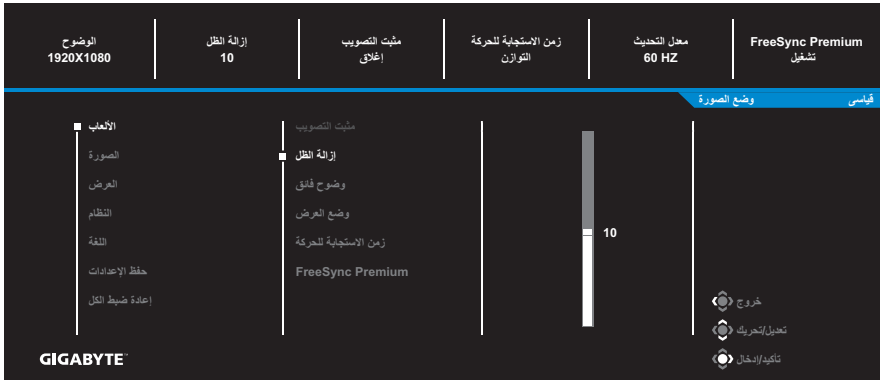 FreeSync Premium
تشغيل
معدل التحديث
60 HZ
زمن الاستجابة للحركة
التوازن
مثبت التصويب
إغلاق
إزالة الظل
10
الوضوح
1920X1080
قياسى
وضع الصورة
الألعاب
الصورة
العرض
النظام
اللغة
حفظ الإعدادات
إعادة ضبط الكل
مثبت التصويب
إزالة الظل
وضوح فائق
وضع العرض
زمن الاستجابة للحركة
FreeSync Premium
10
خروج
تعديل/تحريك
تأكيد/إدخال
GIGABYTE™